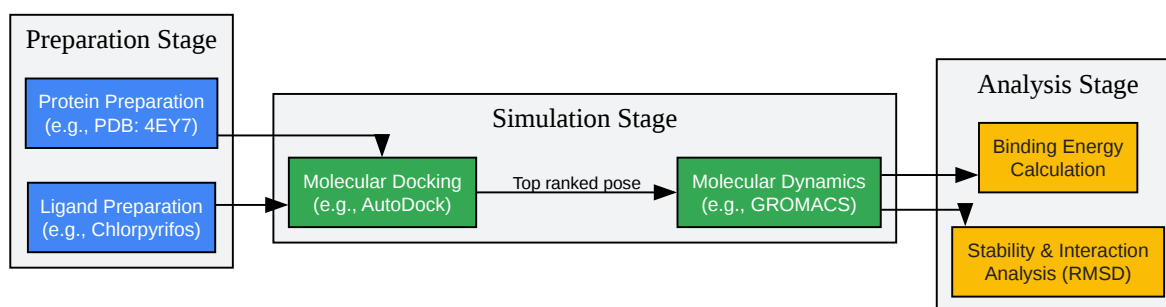 Preparation Stage
Protein Preparation
(e.g., PDB: 4EY7)
Ligand Preparation
(e.g., Chlorpyrifos)
Simulation Stage
Molecular Docking
(e.g., AutoDock)
Top ranked pose
Molecular Dynamics
(e.g., GROMACS)
Analysis Stage
Binding Energy
Calculation
Stability & Interaction
Analysis (RMSD)